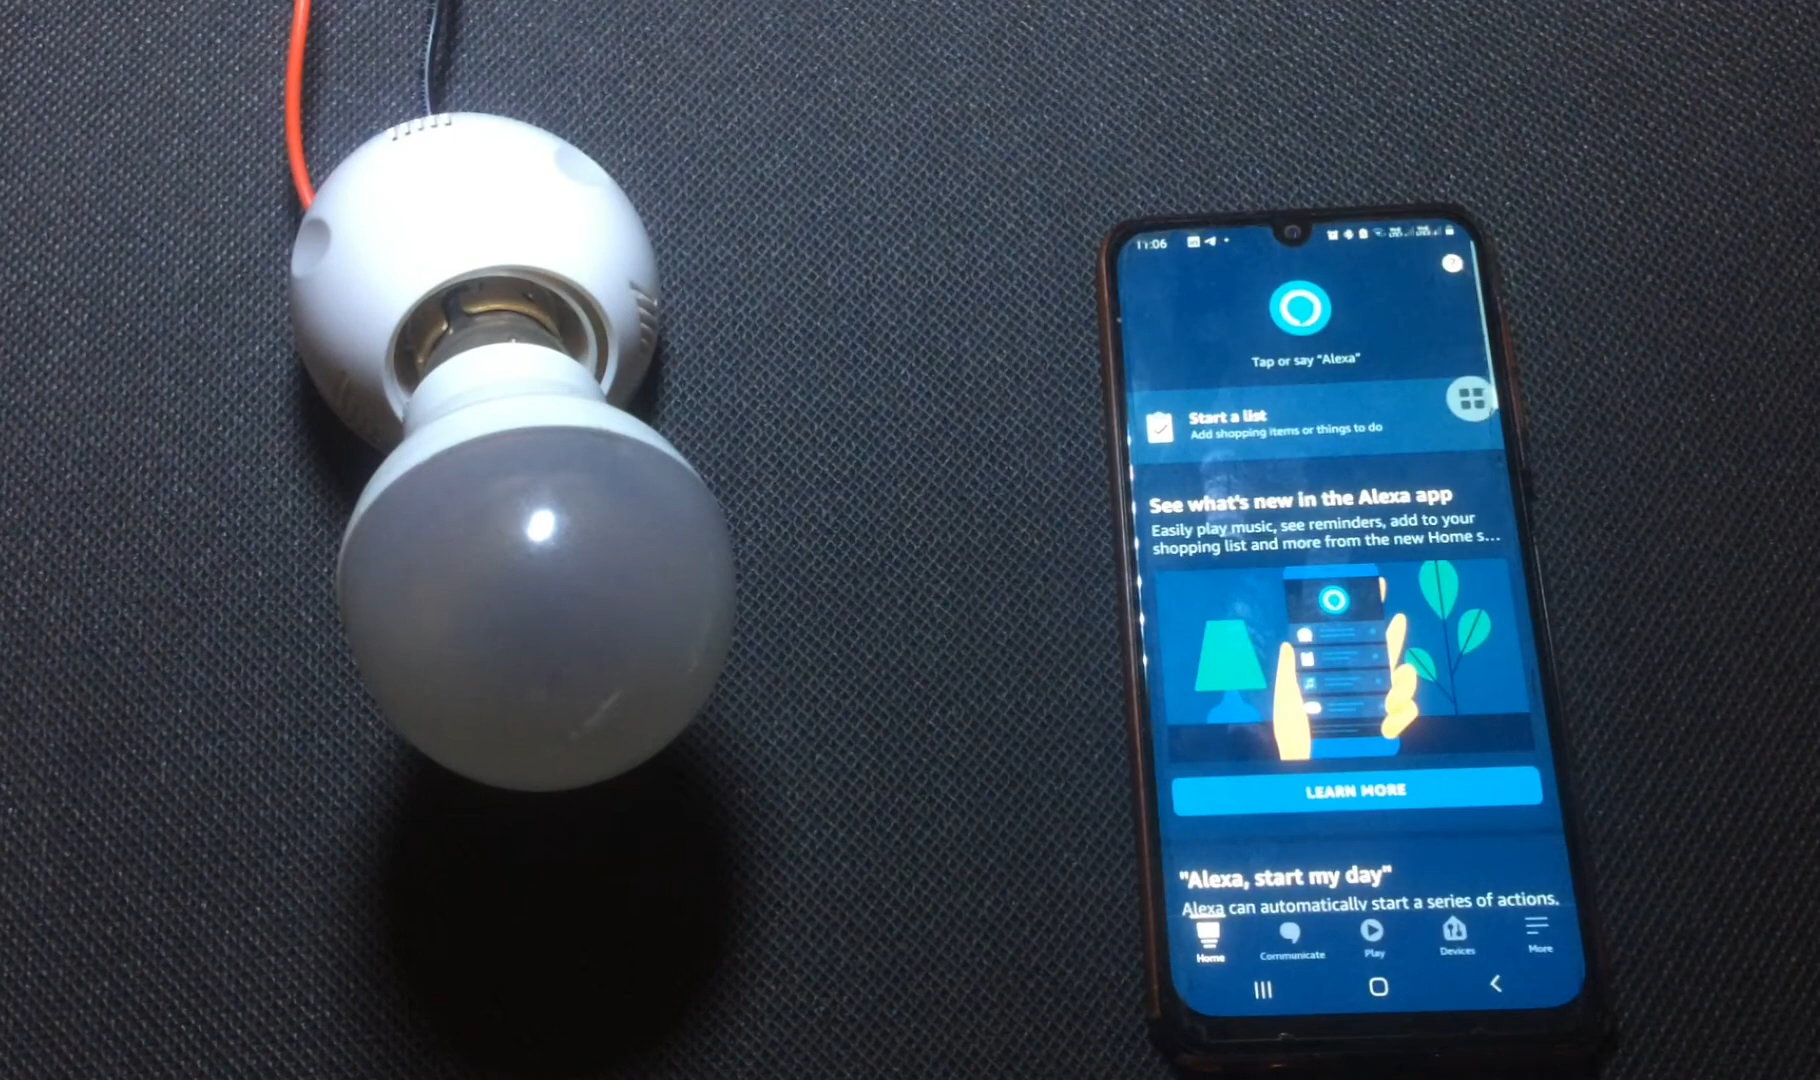 11:06
Tap or say "Alexa"
Start a list
Add shopping items or things to do
See what's new in the Alexa app
Easily play music, see reminders, add to your
shopping list and more from the new Home s...
LEARN MORE
"Alexa, start my day"
Alexa can automatically start a series of actions.
Home
Communicate
Play
Devices
More